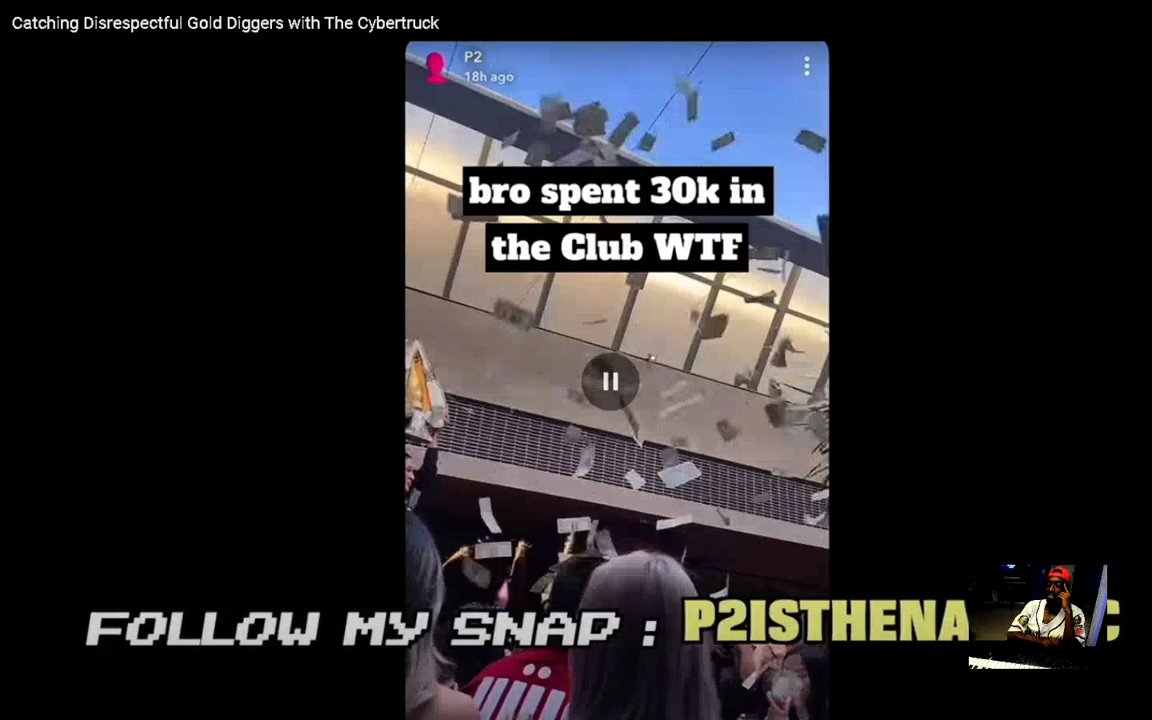 Catching Disrespectful Gold Diggers with The Cybertruck
P2
18h ago
bro spent 30k in
the Club WTF
FOLLOW MY SNAP : P2ISTHENA